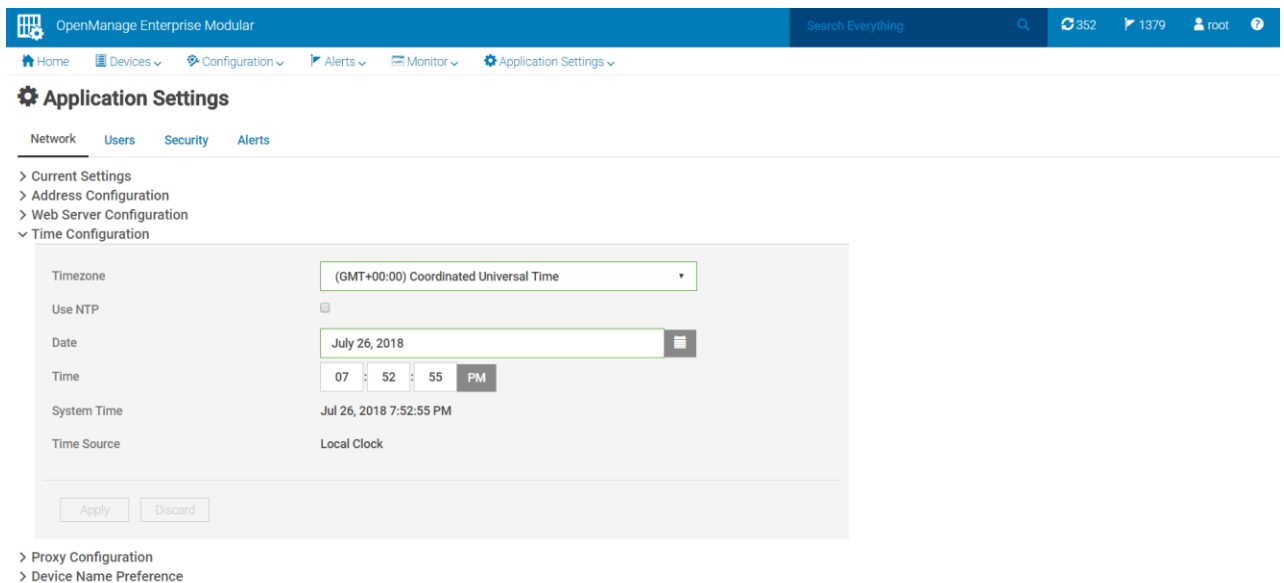 OpenManage Enterprise Modular Search Everything 352 1379 root ?
Home Devices Configuration Alerts Monitor Application Settings
Application Settings
Network Users Security Alerts
Current Settings
Address Configuration
Web Server Configuration
Time Configuration
Timezone (GMT+00:00) Coordinated Universal Time
Use NTP
Date July 26, 2018
Time 07 : 52 : 55 PM
System Time Jul 26, 2018 7:52:55 PM
Time Source Local Clock
Apply Discard
Proxy Configuration
Device Name Preference